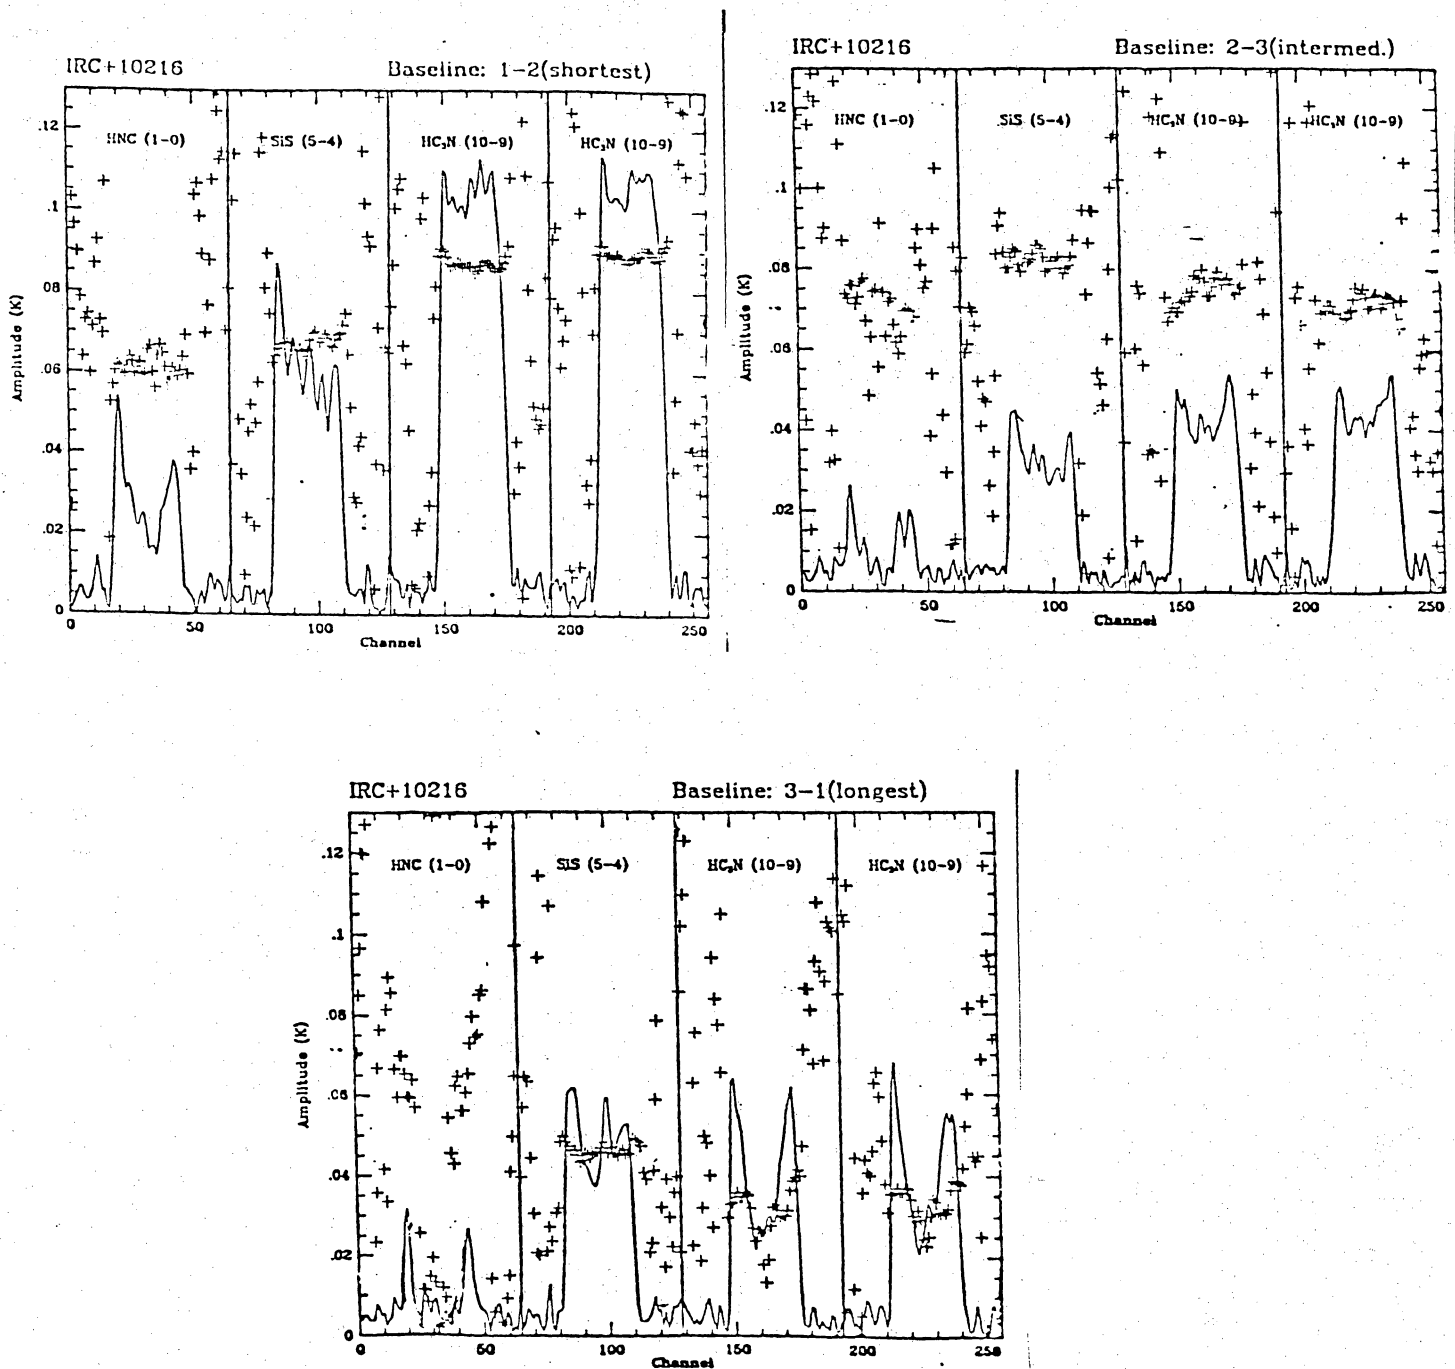 IRC+10216 Baseline: 1-2(shortest)
.12
HNC (1-0) SiS (5-4) HC₃N (10-9) HC₃N (10-9)
.1
08
.06
.04
.02
0
Amplitude (K)
0 50 100 150 200 250
Channel
IRC+10216 Baseline: 2-3(intermed.)
.12
HNC (1-0) SiS (5-4) HC₃N (10-9) HC₃N (10-9)
.1
.08
.06
.04
.02
0
Amplitude (K)
0 50 100 150 200 250
Channel
IRC+10216 Baseline: 3-1(longest)
.12
HNC (1-0) SiS (5-4) HC₃N (10-9) HC₃N (10-9)
.1
.08
.06
.04
.02
0
Amplitude (K)
0 50 100 150 200 250
Channel